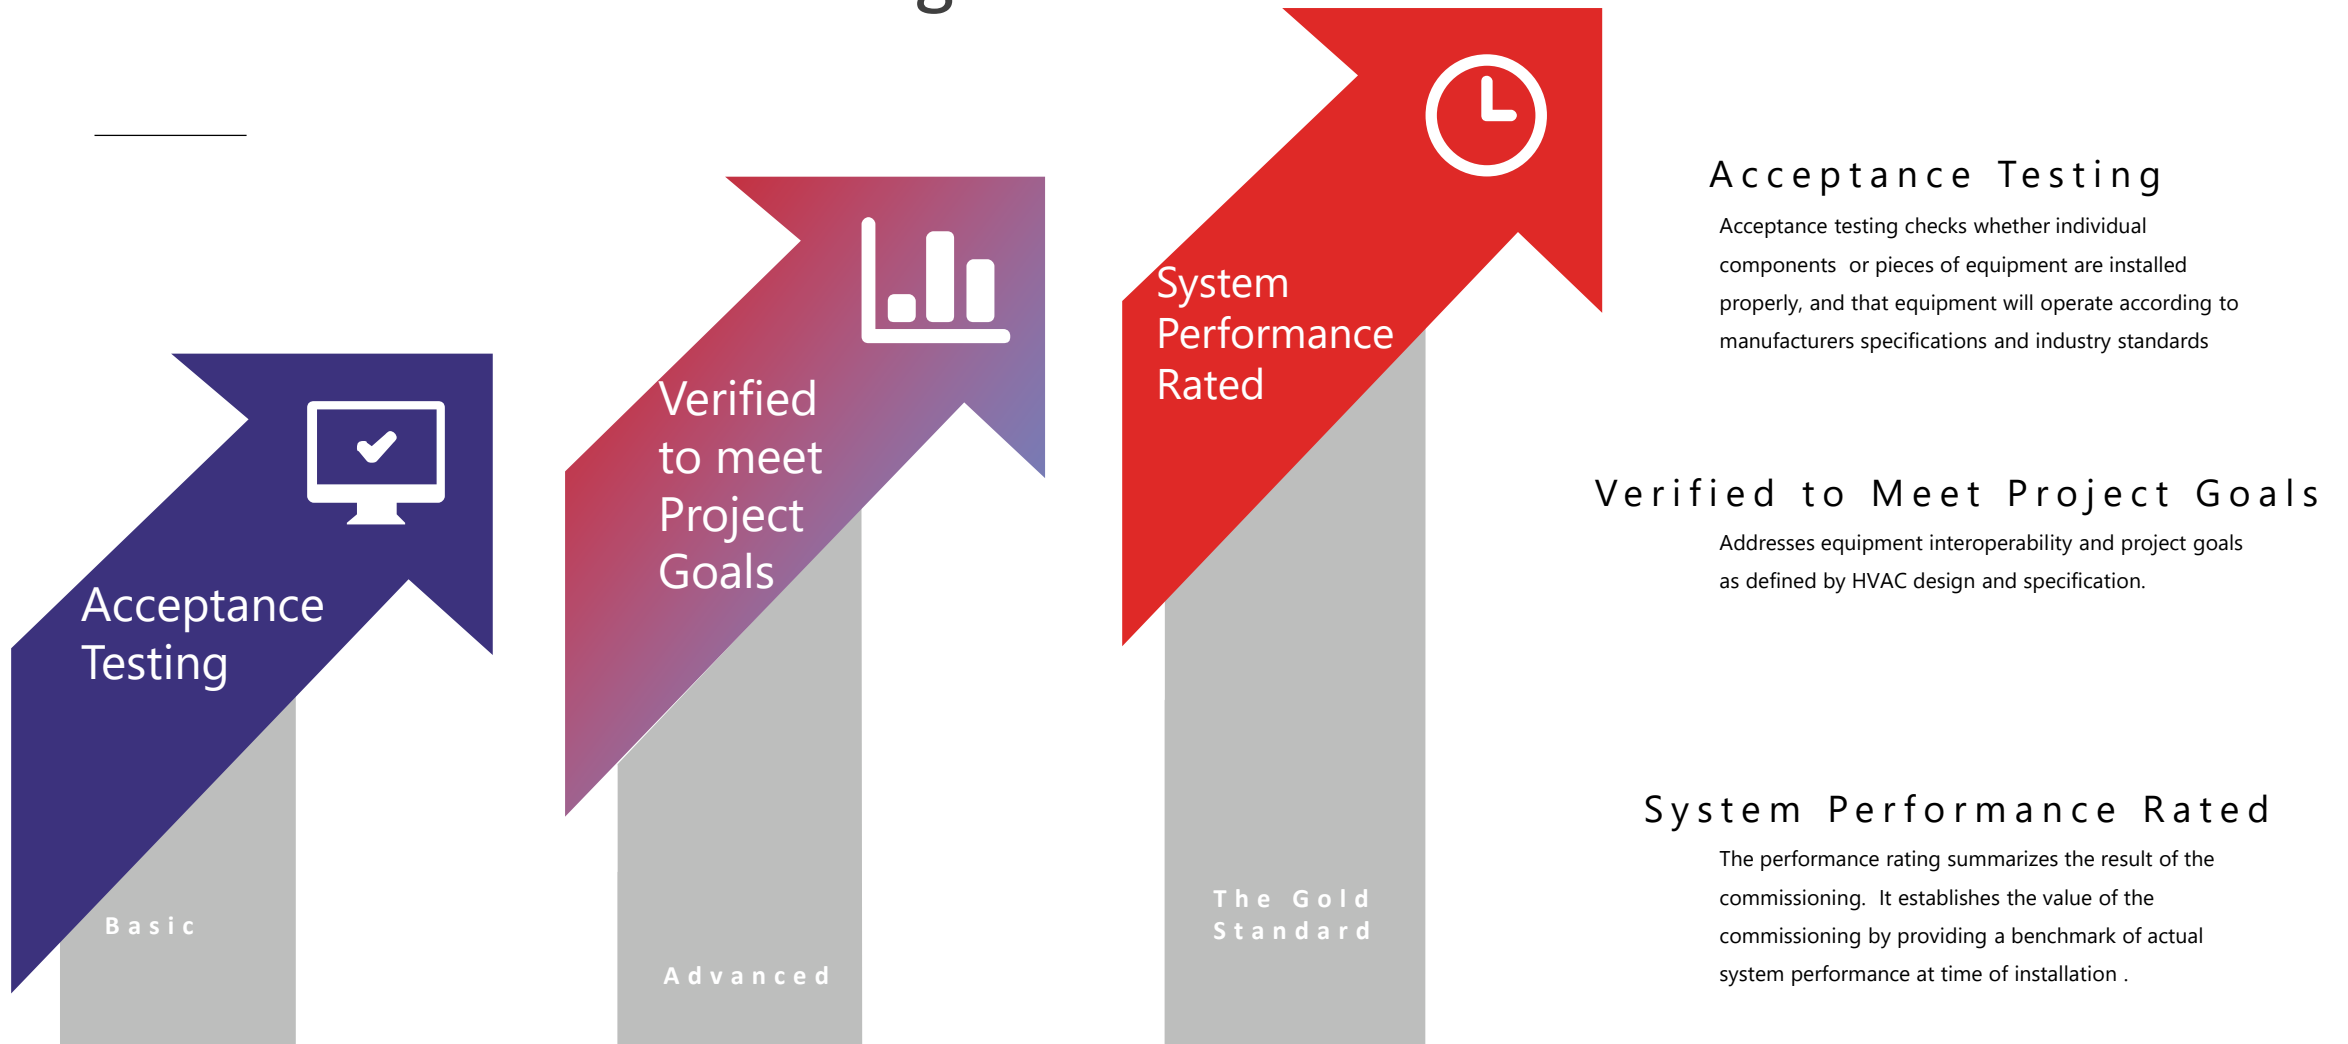 Acceptance
Testing
Basic
Verified
to meet
Project
Goals
Advanced
System
Performance
Rated
The Gold
Standard
Acceptance Testing
Acceptance testing checks whether individual
components or pieces of equipment are installed
properly, and that equipment will operate according to
manufacturers specifications and industry standards
Verified to Meet Project Goals
Addresses equipment interoperability and project goals
as defined by HVAC design and specification.
System Performance Rated
The performance rating summarizes the result of the
commissioning. It establishes the value of the
commissioning by providing a benchmark of actual
system performance at time of installation .